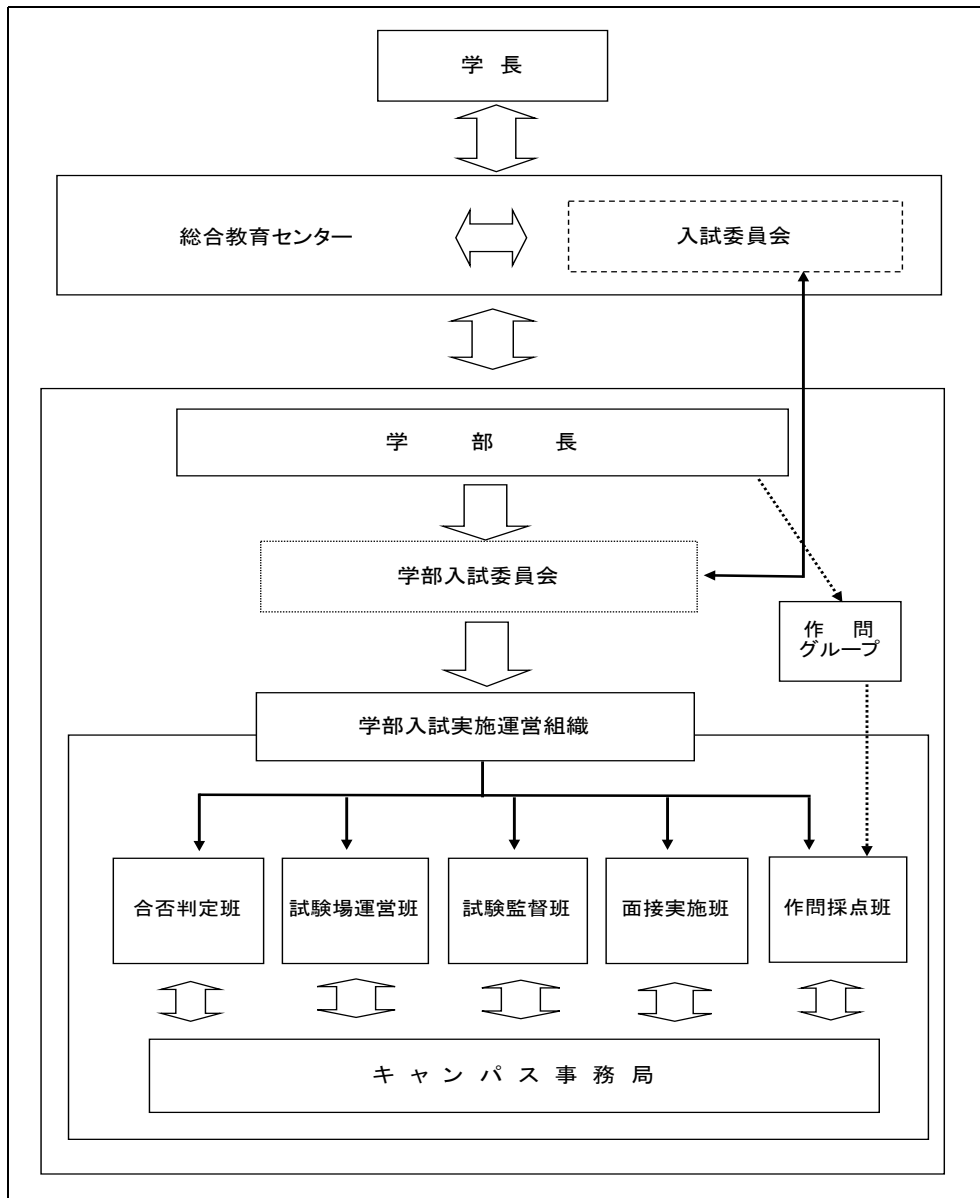 学 長
総合教育センター
入試委員会
学 部 長
学部入試委員会
作 問
グループ
学部入試実施運営組織
合否判定班
試験場運営班
試験監督班
面接実施班
作問採点班
キャンパス事務局